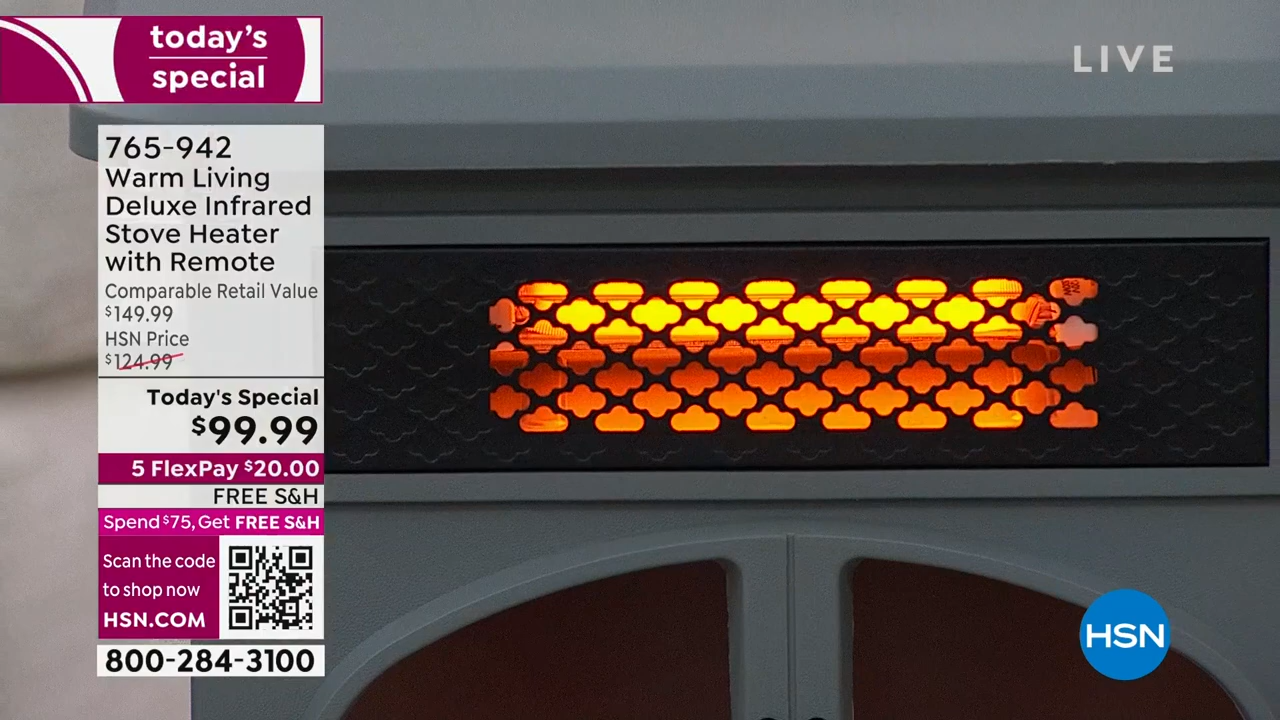 today's
special
LIVE
765-942
Warm Living
Deluxe Infrared
Stove Heater
with Remote
Comparable Retail Value
$149.99
HSN Price
$124.99
Today's Special
$99.99
5 FlexPay $20.00
FREE S&H
Spend $75, Get FREE S&H
Scan the code
to shop now
HSN.COM
800-284-3100
HSN